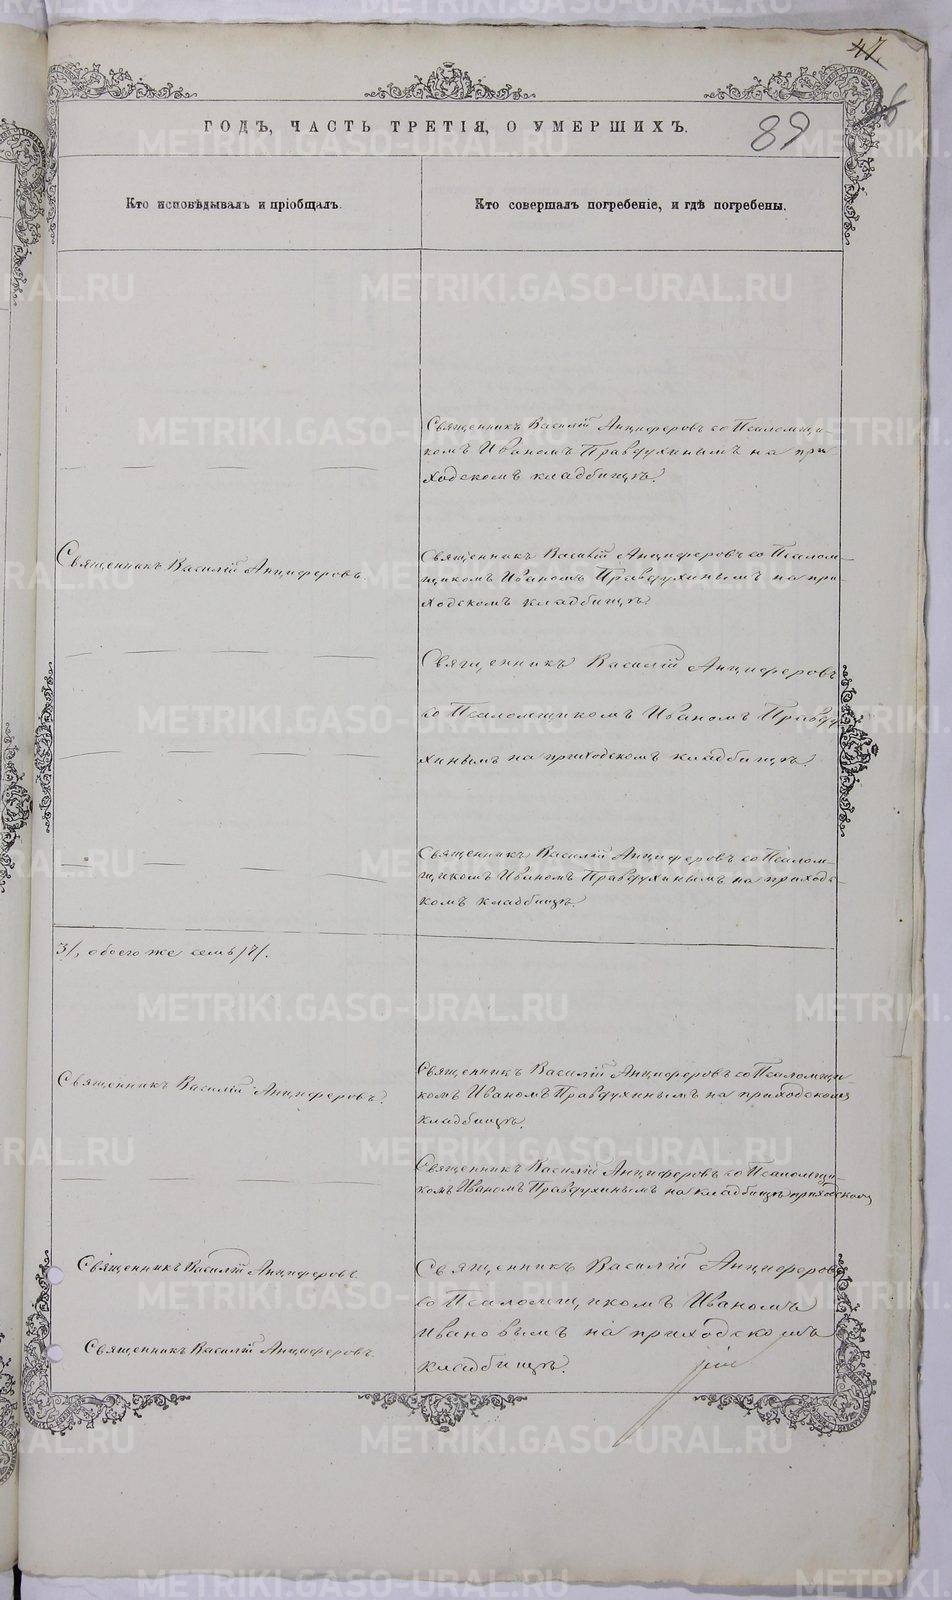 47
89
ГОДЪ, ЧАСТЬ ТРЕТІЯ, О УМЕРШИХЪ.
Кто исповѣдывалъ и пріобщалъ.
Кто совершалъ погребеніе, и гдѣ погребены.
Священникъ Василій Анциферовъ со Псаломщи-
комъ Иваномъ Правдухинымъ на при
ходскомъ кладбищѣ.
Священникъ Василій Анциферовъ.
Священникъ Василій Анциферовъ со Псалом-
щикомъ Иваномъ Правдухинымъ на при
ходскомъ кладбищѣ.
Священникъ Василій Анциферовъ
со Псаломщикомъ Иваномъ Правду
хинымъ на приходскомъ кладбищѣ.
Священникъ Василій Анциферовъ со Псалом-
щикомъ Иваномъ Правдухинымъ на приходс-
комъ кладбищѣ.
3/, обоего же семь /7/.
Священникъ Василій Анциферовъ.
Священникъ Василій Анциферовъ со Псаломщи-
комъ Иваномъ Правдухинымъ на приходскомъ
кладбищѣ.
Священникъ Василій Анциферовъ со Псаломщи-
комъ Иваномъ Правдухинымъ на кладбищѣ приходскомъ
Священникъ Василій Анциферовъ.
Священникъ Василій Анциферовъ
со Псаломщикомъ Иваномъ
Ивановымъ на приходскомъ
кладбищѣ.
Священникъ Василій Анциферовъ.
METRIKI.GASO-URAL.RU